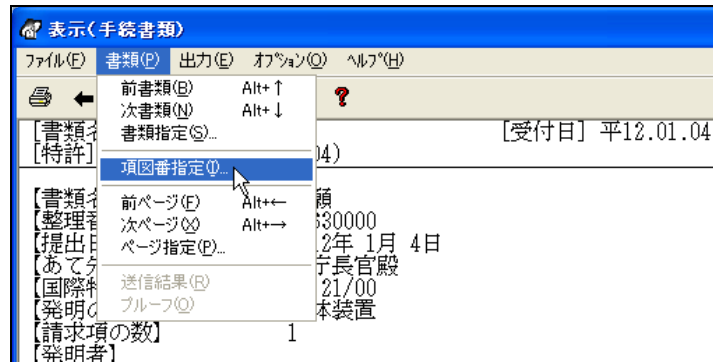 表示(手続書類)
ファイル(F) 書類(P) 出力(E) オプション(O) ヘルプ(H)
前書類(B) Alt+↑
次書類(N) Alt+↓
書類指定(S)...
項図番指定(I)...
前ページ(F) Alt+←
次ページ(X) Alt+→
ページ指定(P)...
送信結果(R)
プルーフ(O)
?
[書類名 [受付日] 平12.01.04
[特許] 04)
【書類名 願
【整理番 630000
【提出日 12年 1月 4日
【あて先 庁長官殿
【国際特 21/00
【発明の 体装置
【請求項の数】 1
【発明者】